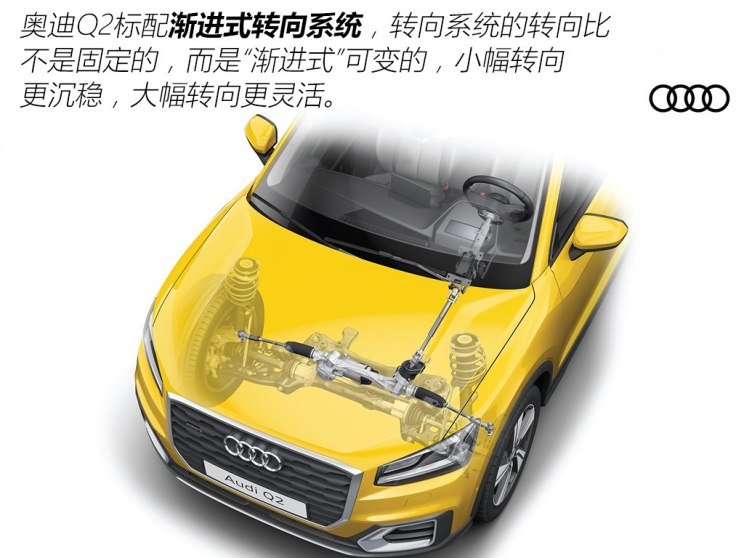 奥迪Q2标配渐进式转向系统，转向系统的转向比
不是固定的，而是“渐进式”可变的，小幅转向
更沉稳，大幅转向更灵活。
Audi Q2